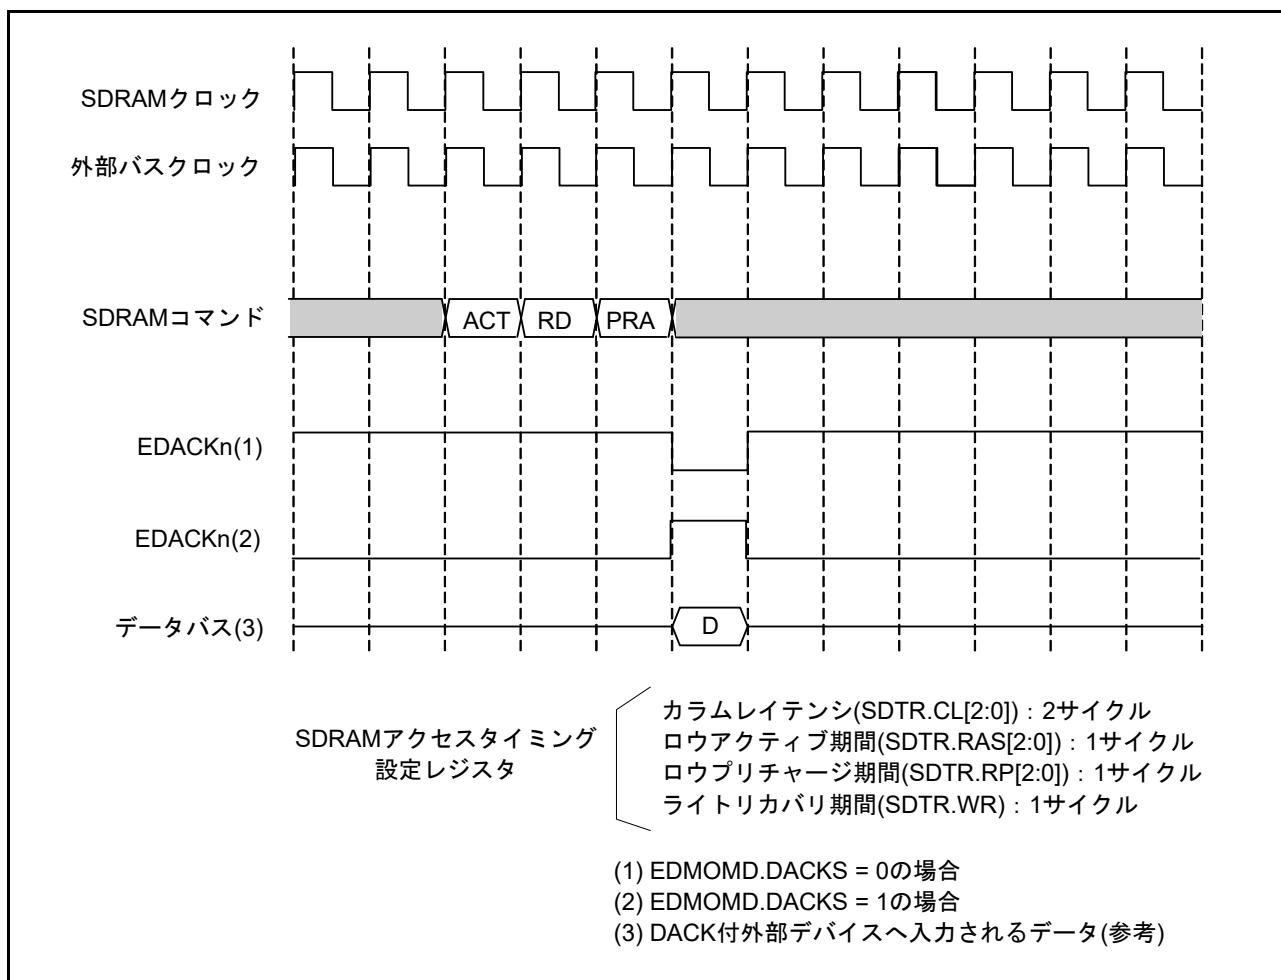 SDRAMクロック
外部バスクロック
SDRAMコマンド
ACT
RD
PRA
EDACKn(1)
EDACKn(2)
データバス(3)
D
SDRAMアクセスタイミング
設定レジスタ
カラムレイテンシ(SDTR.CL[2:0])：2サイクル
ロウアクティブ期間(SDTR.RAS[2:0])：1サイクル
ロウプリチャージ期間(SDTR.RP[2:0])：1サイクル
ライトリカバリ期間(SDTR.WR)：1サイクル
(1) EDMOMD.DACKS = 0の場合
(2) EDMOMD.DACKS = 1の場合
(3) DACK付外部デバイスへ入力されるデータ(参考)